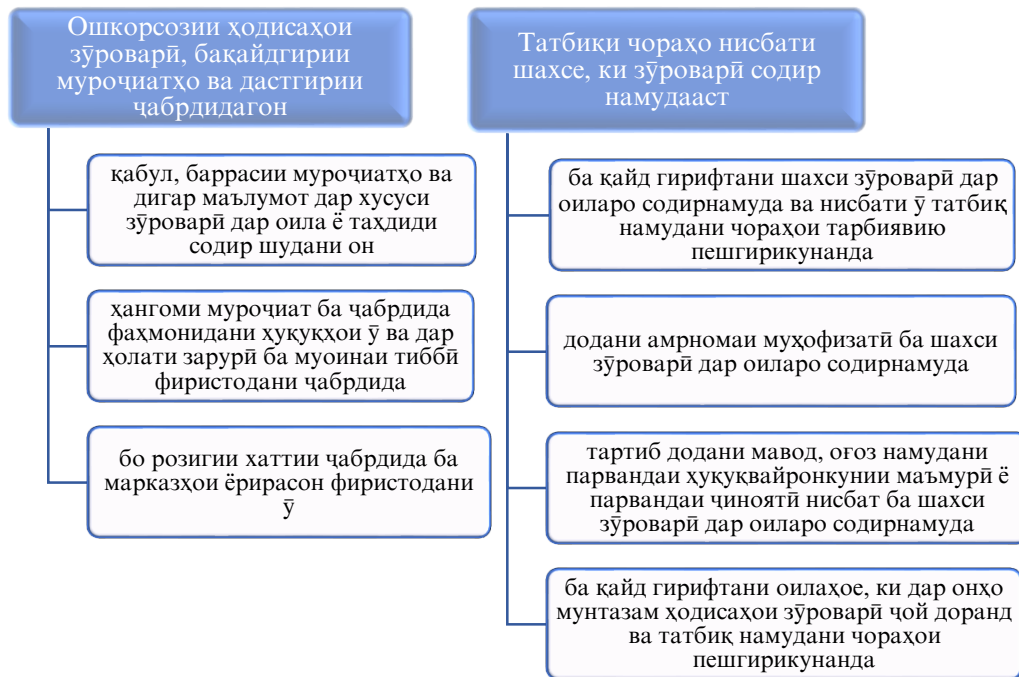 Ошкорсозии ҳодисаҳои
зӯроварӣ, бақайдгирии
муроҷиатҳо ва дастгирии
ҷабрдидагон
қабул, баррасии муроҷиатҳо ва
дигар маълумот дар хусуси
зӯроварӣ дар оила ё таҳдиди
содир шудани он
ҳангоми муроҷиат ба ҷабрдида
фаҳмонидани ҳуқуқҳои ӯ ва дар
ҳолати зарурӣ ба муоинаи тиббӣ
фиристодани ҷабрдида
бо розигии хаттии ҷабрдида ба
марказҳои ёрирасон фиристодани
ӯ
Татбиқи чораҳо нисбати
шахсе, ки зӯроварӣ содир
намудааст
ба қайд гирифтани шахси зӯроварӣ дар
оиларо содирнамуда ва нисбати ӯ татбиқ
намудани чораҳои тарбиявию
пешгирикунанда
додани амрномаи муҳофизатӣ ба шахси
зӯроварӣ дар оиларо содирнамуда
тартиб додани мавод, оғоз намудани
парвандаи ҳуқуқвайронкунии маъмурӣ ё
парвандаи ҷиноятӣ нисбат ба шахси
зӯроварӣ дар оиларо содирнамуда
ба қайд гирифтани оилаҳое, ки дар онҳо
мунтазам ҳодисаҳои зӯроварӣ ҷой доранд
ва татбиқ намудани чораҳои
пешгирикунанда